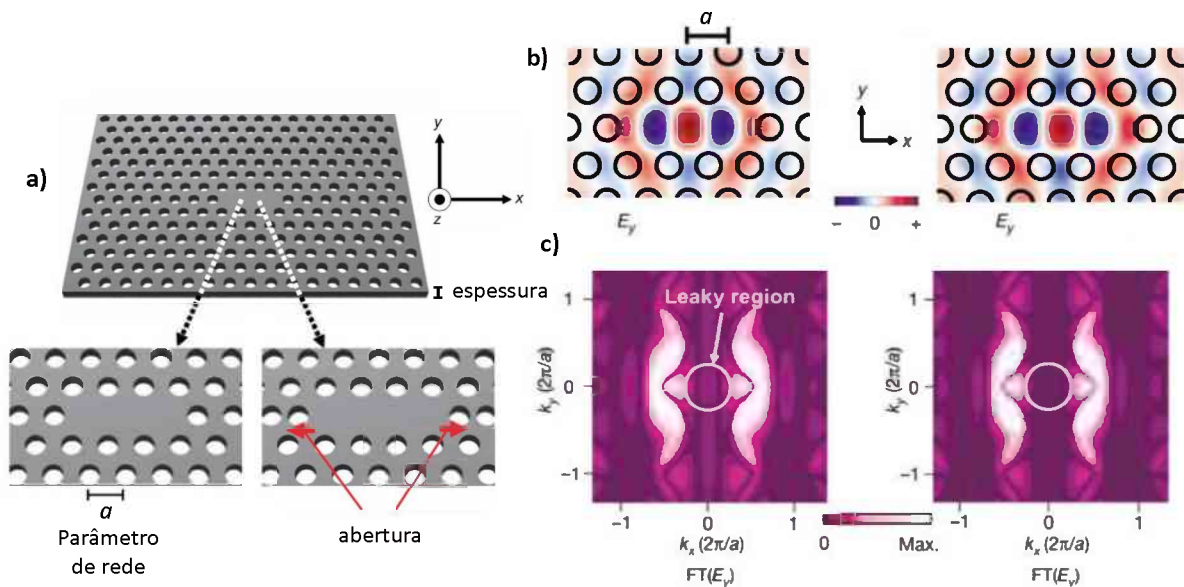 a)
y
x
z
espessura
a
Parâmetro
de rede
abertura
b)
a
y
x
E_y
− 0 +
E_y
c)
Leaky region
1
0
−1
k_y (2π/a)
−1 0 1
k_x (2π/a)
FT(E_y)
0 Max.
1
0
−1
k_y (2π/a)
−1 0 1
k_x (2π/a)
FT(E_y)